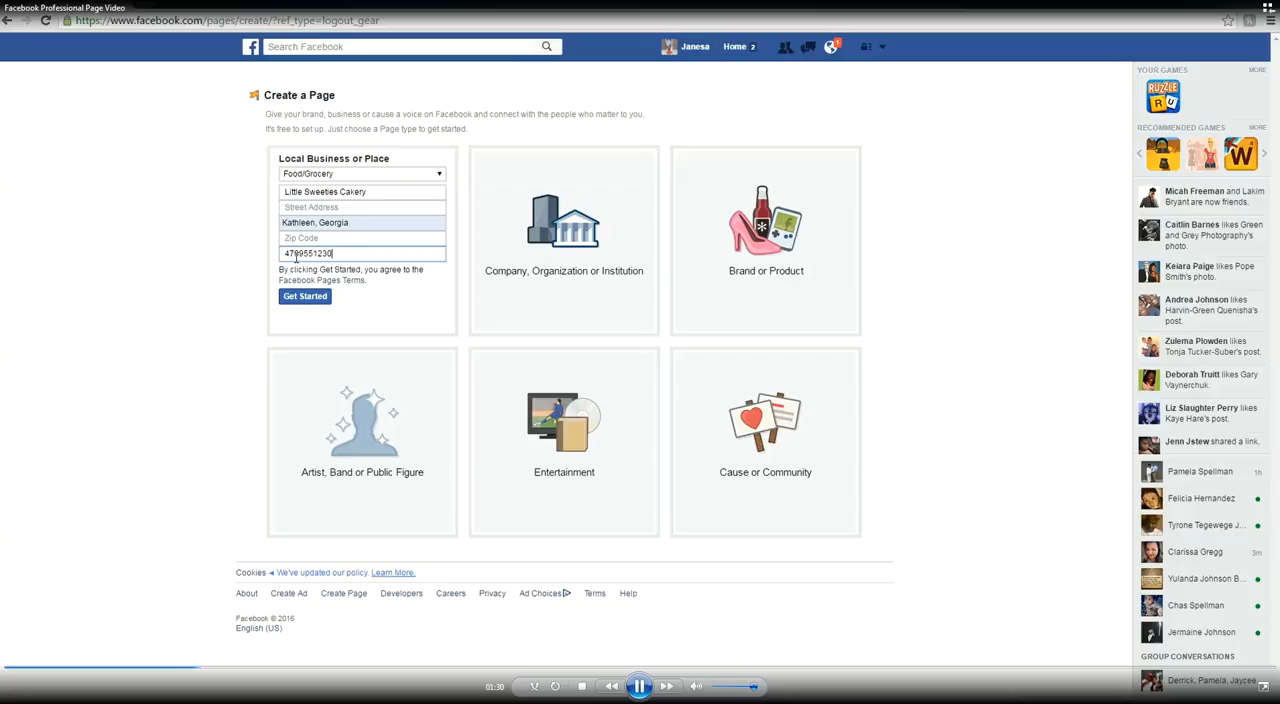 Facebook Professional Page Video
https://www.facebook.com/pages/create/?ref_type=logout_gear
Search Facebook
Janesa
Home 2
1
Create a Page
Give your brand, business or cause a voice on Facebook and connect with the people who matter to you.
It's free to set up. Just choose a Page type to get started.
Local Business or Place
Food/Grocery
Little Sweeties Cakery
Street Address
Kathleen, Georgia
Zip Code
4789551230
By clicking Get Started, you agree to the
Facebook Pages Terms.
Get Started
Company, Organization or Institution
Brand or Product
Artist, Band or Public Figure
Entertainment
Cause or Community
Cookies ◄ We've updated our policy. Learn More.
About Create Ad Create Page Developers Careers Privacy Ad Choices Terms Help
Facebook © 2016
English (US)
YOUR GAMES MORE
RUZZLE
R U
RECOMMENDED GAMES MORE
W
Micah Freeman and Lakim
Bryant are now friends.
Caitlin Barnes likes Green
and Grey Photography's
photo.
Keiara Paige likes Pope
Smith's photo.
Andrea Johnson likes
Harvin-Green Quenisha's
post.
Zulema Plowden likes
Tonja Tucker-Suber's post.
Deborah Truitt likes Gary
Vaynerchuk.
Liz Slaughter Perry likes
Kaye Hare's post.
Jenn Jstew shared a link.
Pamela Spellman 1h
Felicia Hernandez
Tyrone Tegewege J...
Clarissa Gregg 3m
Yulanda Johnson B...
Chas Spellman
Jermaine Johnson
GROUP CONVERSATIONS
Derrick, Pamela, Jaycee
01:30